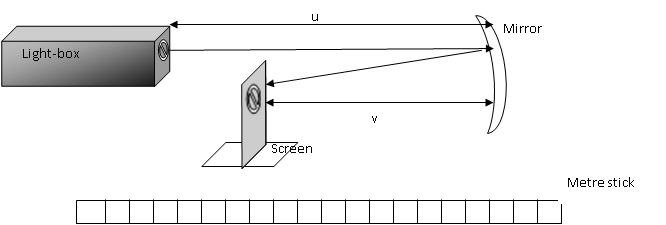 u
Mirror
Light-box
v
Screen
Metre stick